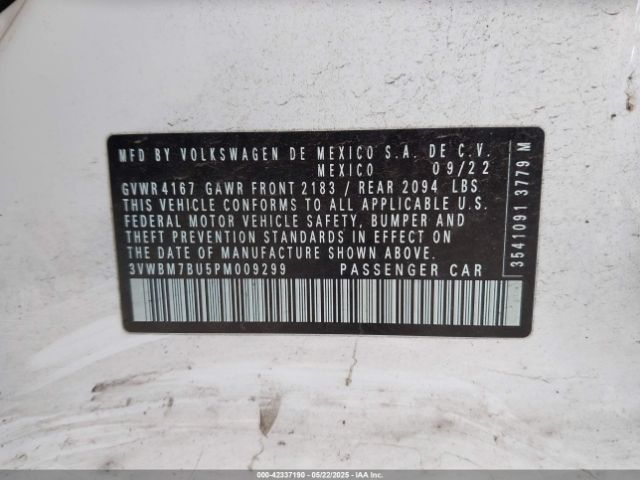 MFD BY VOLKSWAGEN DE MEXICO S.A. DE C.V.
MEXICO 09/22
GVWR 4167 GAWR FRONT 2183 / REAR 2094 LBS
THIS VEHICLE CONFORMS TO ALL APPLICABLE U.S.
FEDERAL MOTOR VEHICLE SAFETY, BUMPER AND
THEFT PREVENTION STANDARDS IN EFFECT ON
THE DATE OF MANUFACTURE SHOWN ABOVE.
3VWBM7BU5PM009299 PASSENGER CAR
3541091 3779 M
000-42337190 - 05/22/2025 - IAAI.COM